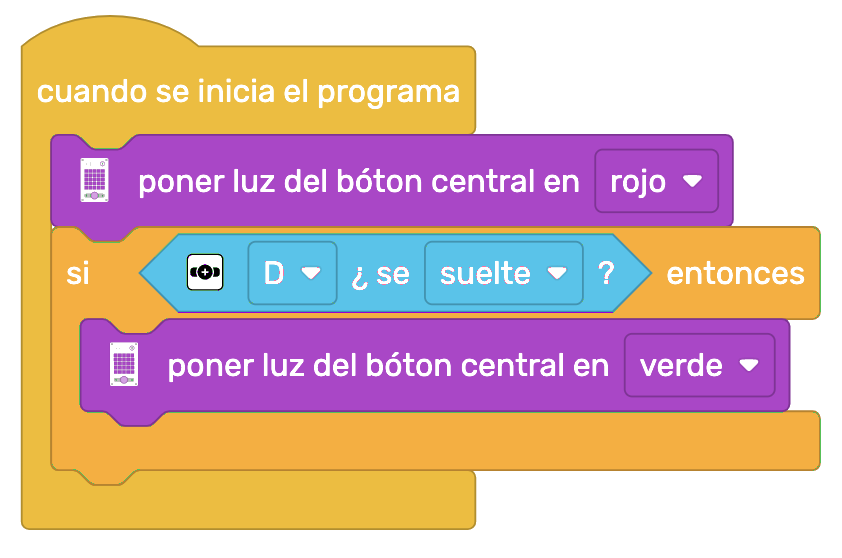 cuando se inicia el programa
poner luz del bóton central en rojo
si D ¿ se suelte ? entonces
poner luz del bóton central en verde